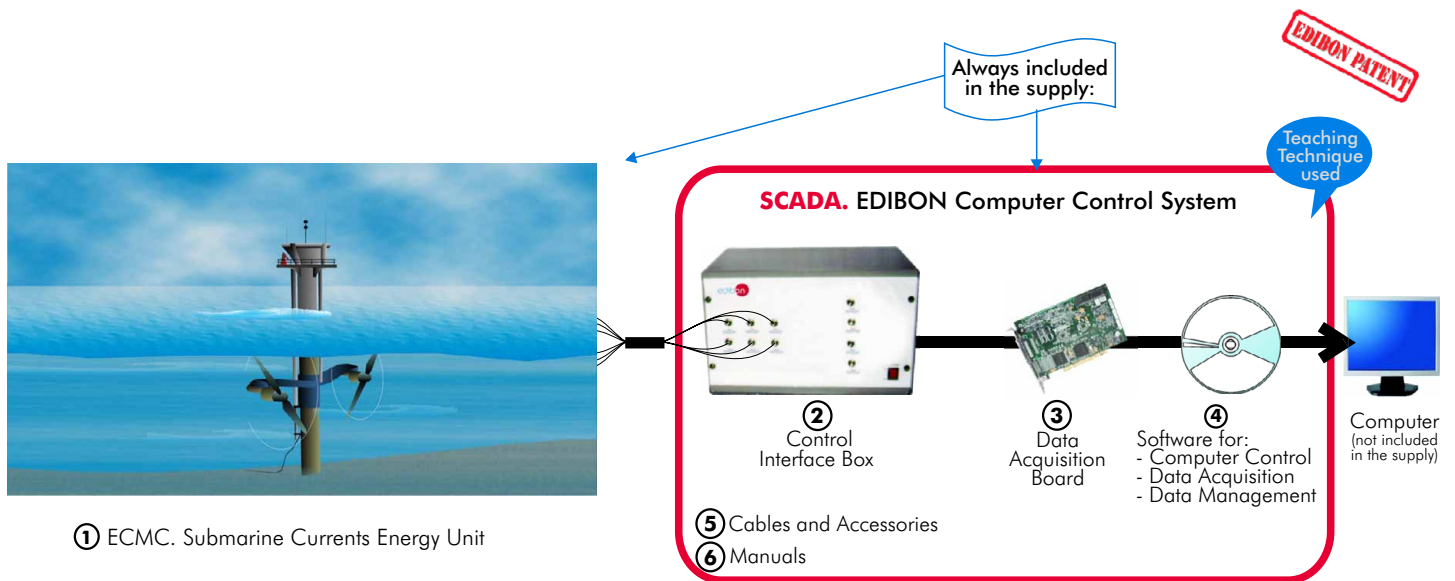 EDIBON PATENT
Always included
in the supply:
Teaching
Technique
used
SCADA. EDIBON Computer Control System
edibon
2
Control
Interface Box
3
Data
Acquisition
Board
4
Software for:
- Computer Control
- Data Acquisition
- Data Management
Computer
(not included
in the supply)
1 ECMC. Submarine Currents Energy Unit
5 Cables and Accessories
6 Manuals